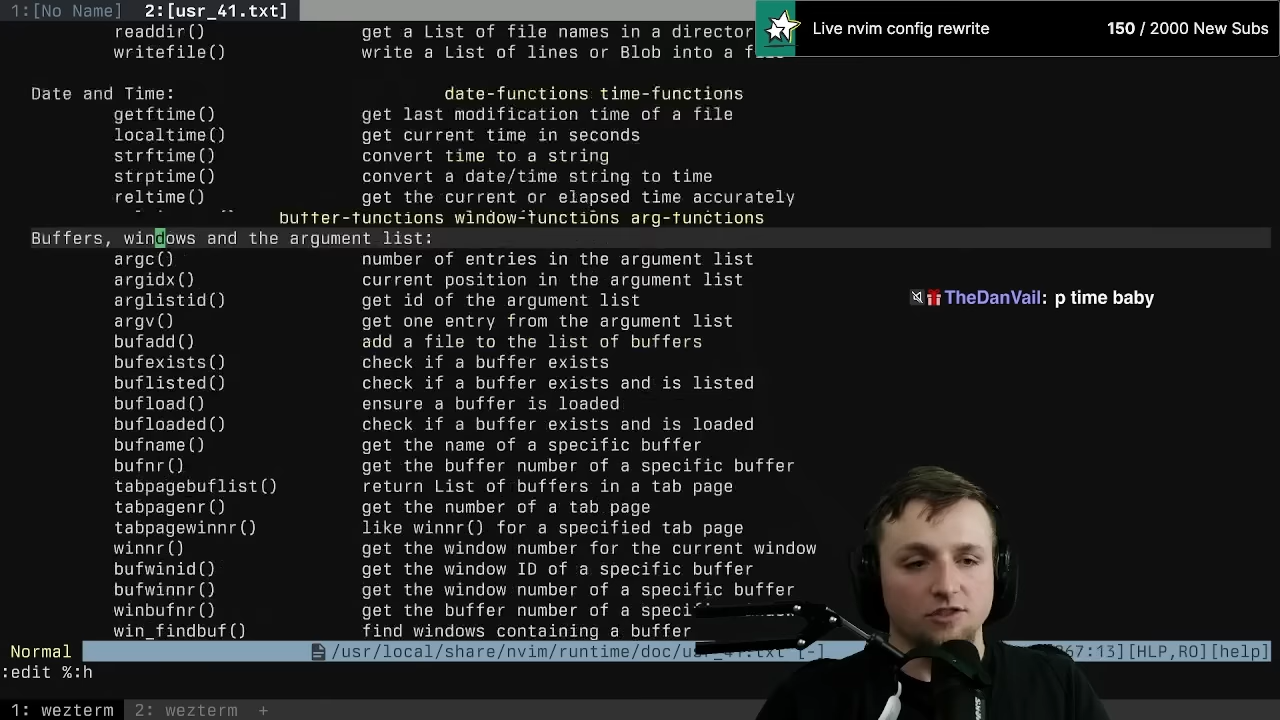 1:[No Name]  2:[usr_41.txt]
Live nvim config rewrite 150 / 2000 New Subs
readdir() get a List of file names in a director
writefile() write a List of lines or Blob into a
Date and Time: date-functions time-functions
getftime() get last modification time of a file
localtime() get current time in seconds
strftime() convert time to a string
strptime() convert a date/time string to time
reltime() get the current or elapsed time accurately
buffer-functions window-functions arg-functions
Buffers, windows and the argument list:
argc() number of entries in the argument list
argidx() current position in the argument list
arglistid() get id of the argument list
TheDanVail: p time baby
argv() get one entry from the argument list
bufadd() add a file to the list of buffers
bufexists() check if a buffer exists
buflisted() check if a buffer exists and is listed
bufload() ensure a buffer is loaded
bufloaded() check if a buffer exists and is loaded
bufname() get the name of a specific buffer
bufnr() get the buffer number of a specific buffer
tabpagebuflist() return List of buffers in a tab page
tabpagenr() get the number of a tab page
tabpagewinnr() like winnr() for a specified tab page
winnr() get the window number for the current window
bufwinid() get the window ID of a specific buffer
bufwinnr() get the window number of a specific buffer
winbufnr() get the buffer number of a
win_findbuf() find windows containing a buffer
Normal /usr/local/share/nvim/runtime/doc/usr_41.txt [-] 67:13][HLP,RO][help]
:edit %:h
1: wezterm 2: wezterm +